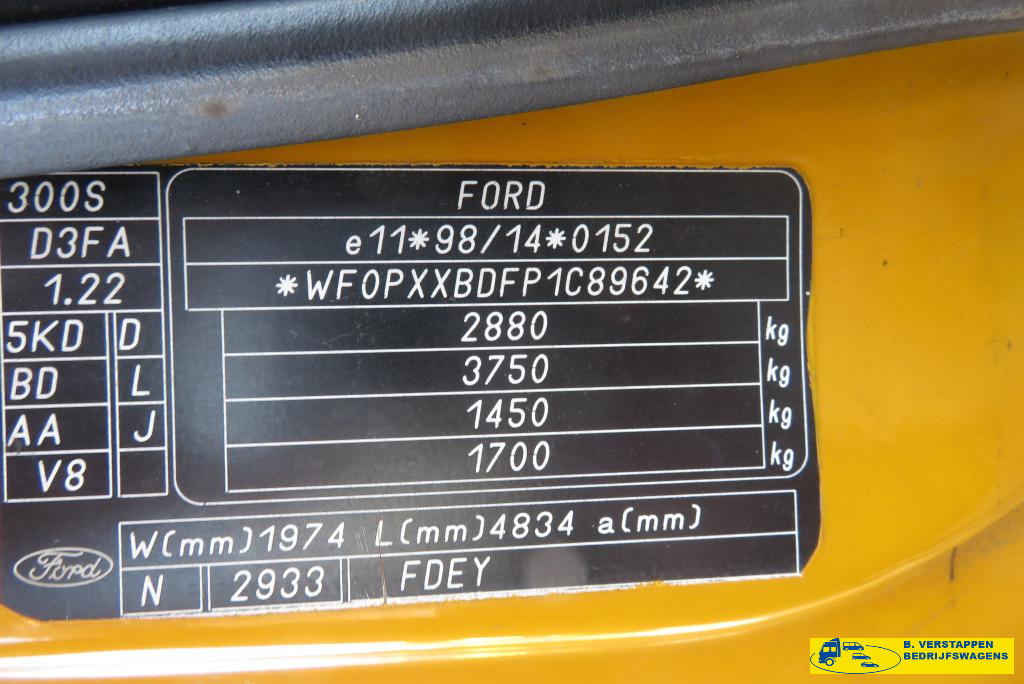 300S
D3FA
1.22
5KD D
BD L
AA J
V8
FORD
e11*98/14*0152
*WF0PXXBDFP1C89642*
2880 kg
3750 kg
1450 kg
1700 kg
W(mm)1974 L(mm)4834 a(mm)
Ford
N 2933 FDEY
B. VERSTAPPEN
BEDRIJFSWAGENS